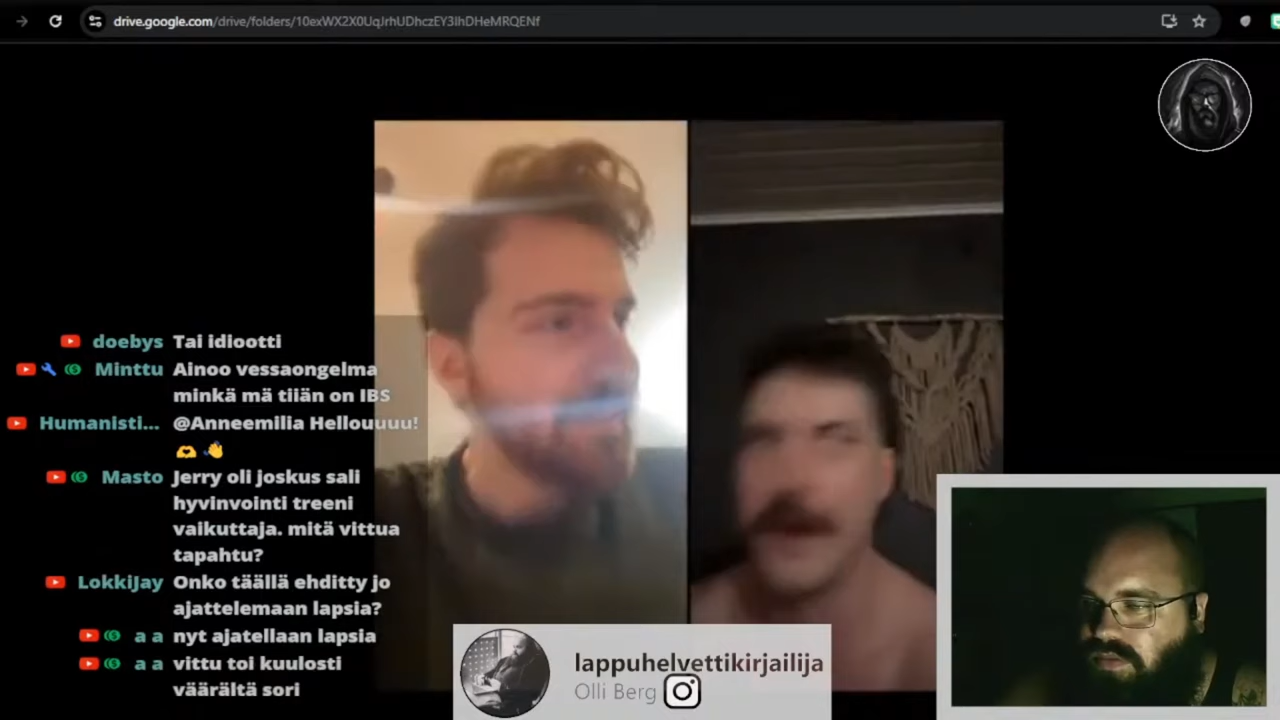 drive.google.com/drive/folders/10exWX2X0UqJrhUDhczEY3IhDHeMRQENf
doebys Tai idiootti
Minttu Ainoo vessaongelma
minkä mä tiiän on IBS
Humanisti... @Anneemilia Hellouuuu!
🫶 👋
Masto Jerry oli joskus sali
hyvinvointi treeni
vaikuttaja. mitä vittua
tapahtu?
LokkiJay Onko täällä ehditty jo
ajattelemaan lapsia?
a a nyt ajatellaan lapsia
a a vittu toi kuulosti
väärältä sori
lappuhelvettikirjailija
Olli Berg